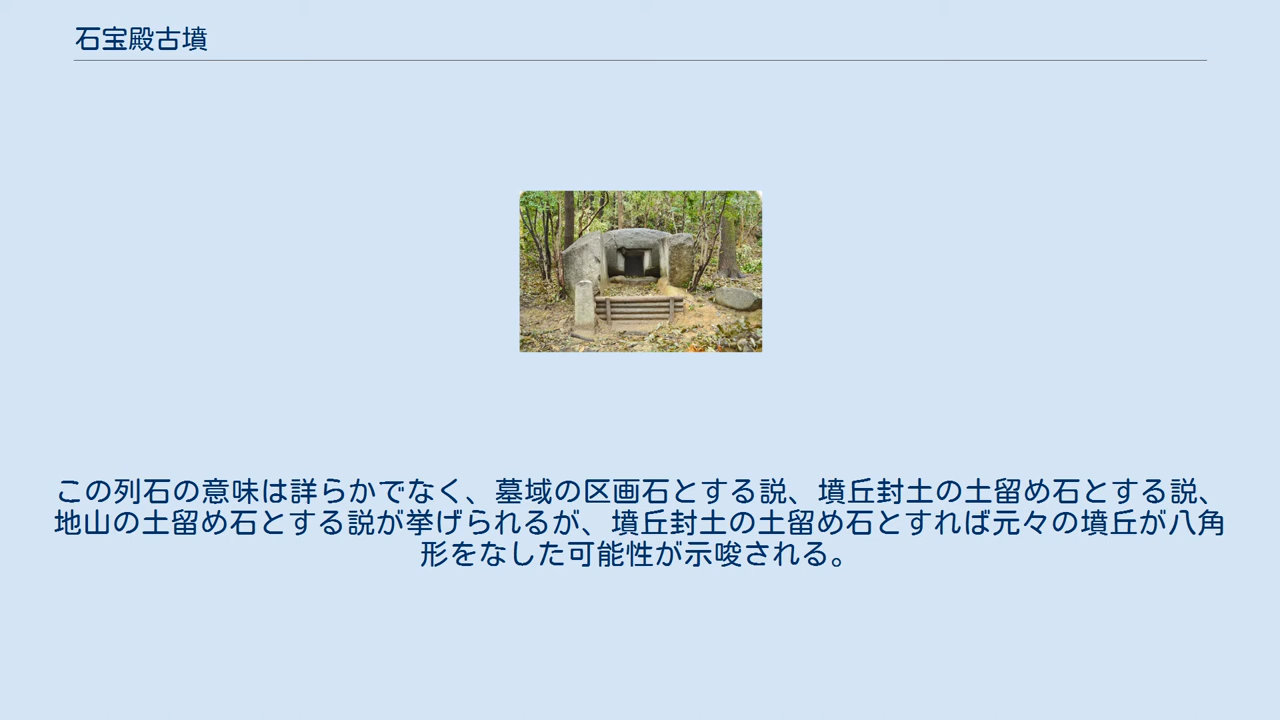 石宝殿古墳
この列石の意味は詳らかでなく、墓域の区画石とする説、墳丘封土の土留め石とする説、
地山の土留め石とする説が挙げられるが、墳丘封土の土留め石とすれば元々の墳丘が八角
形をなした可能性が示唆される。